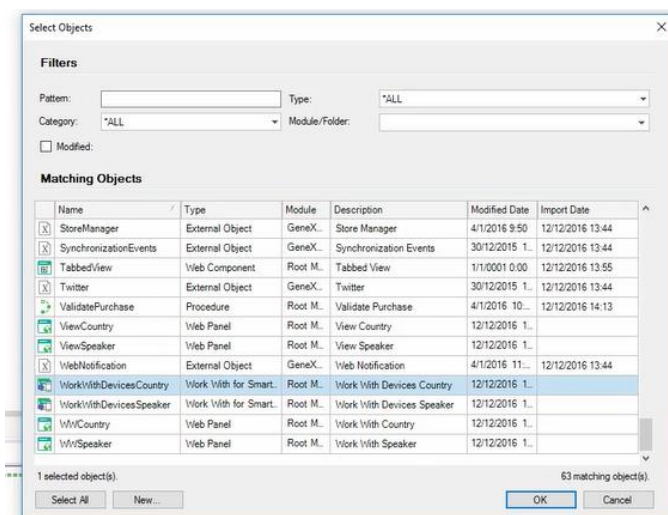 Select Objects
Filters
Pattern: Type: *ALL
Category: *ALL Module/Folder:
Modified:
Matching Objects
Name Type Module Description Modified Date Import Date
StoreManager External Object GeneX... Store Manager 4/1/2016 9:50 12/12/2016 13:44
SynchronizationEvents External Object GeneX... Synchronization Events 30/12/2015 1... 12/12/2016 13:44
TabbedView Web Component Root M... Tabbed View 1/1/0001 0:00 12/12/2016 13:55
Twitter External Object GeneX... Twitter 30/12/2015 1... 12/12/2016 13:44
ValidatePurchase Procedure Root M... Validate Purchase 4/1/2016 10:... 12/12/2016 14:13
ViewCountry Web Panel Root M... View Country 12/12/2016 1...
ViewSpeaker Web Panel Root M... View Speaker 12/12/2016 1...
WebNotification External Object GeneX... Web Notification 4/1/2016 11:... 12/12/2016 13:44
WorkWithDevicesCountry Work With for Smart... Root M... Work With Devices Country 12/12/2016 1...
WorkWithDevicesSpeaker Work With for Smart... Root M... Work With Devices Speaker 12/12/2016 1...
WWCountry Web Panel Root M... Work With Country 12/12/2016 1...
WWSpeaker Web Panel Root M... Work With Speaker 12/12/2016 1...
1 selected object(s). 63 matching object(s).
Select All New... OK Cancel